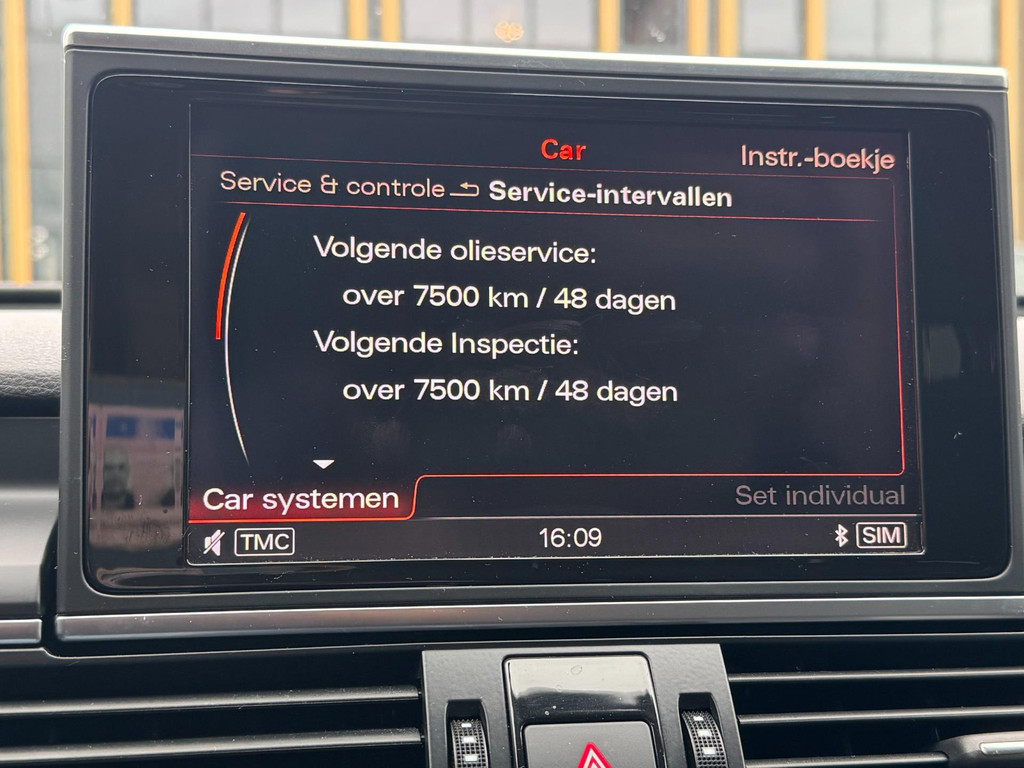 Car
Instr.-boekje
Service & controle Service-intervallen
Volgende olieservice:
over 7500 km / 48 dagen
Volgende Inspectie:
over 7500 km / 48 dagen
Car systemen
Set individual
TMC 16:09 SIM